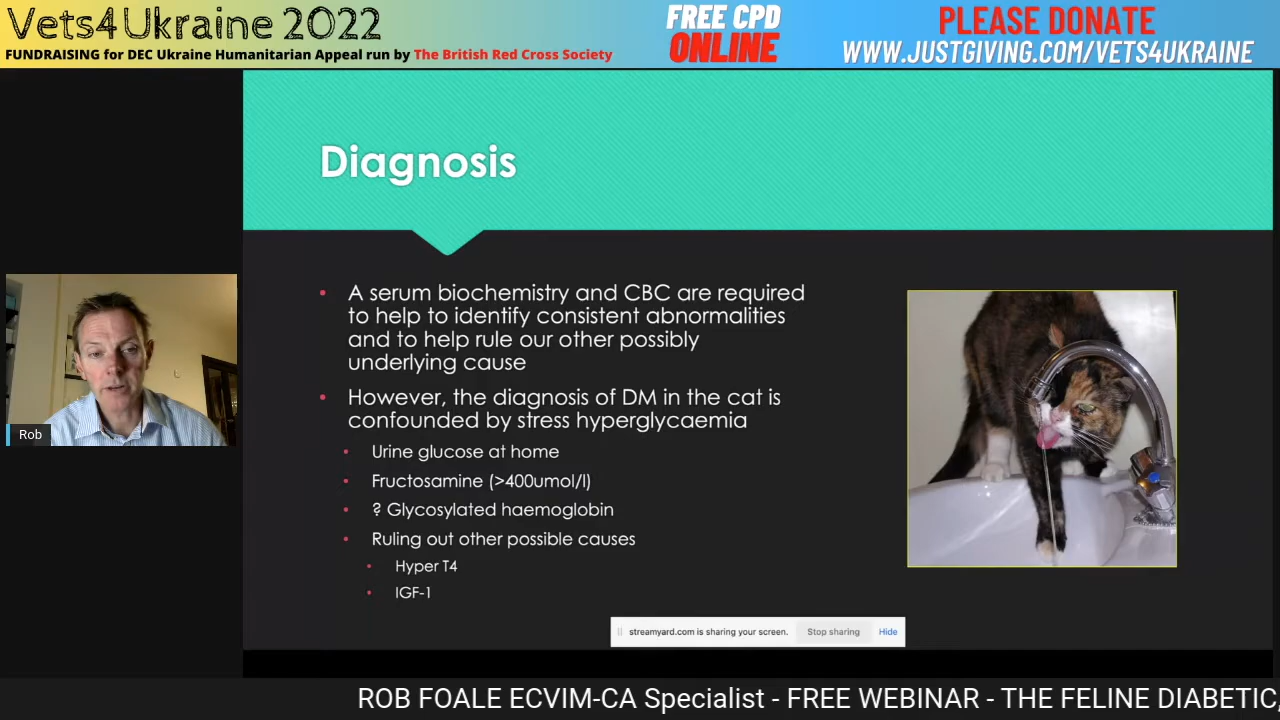 Vets4Ukraine 2022
FUNDRAISING for DEC Ukraine Humanitarian Appeal run by The British Red Cross Society
FREE CPD
ONLINE
PLEASE DONATE
WWW.JUSTGIVING.COM/VETS4UKRAINE
Diagnosis
• A serum biochemistry and CBC are required
to help to identify consistent abnormalities
and to help rule our other possibly
underlying cause
• However, the diagnosis of DM in the cat is
confounded by stress hyperglycaemia
• Urine glucose at home
• Fructosamine (>400umol/l)
• ? Glycosylated haemoglobin
• Ruling out other possible causes
• Hyper T4
• IGF-1
Rob
streamyard.com is sharing your screen. Stop sharing Hide
ROB FOALE ECVIM-CA Specialist - FREE WEBINAR - THE FELINE DIABETIC,